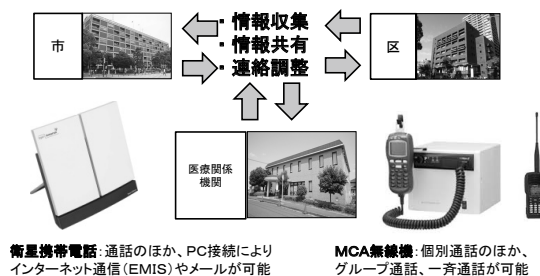 ・情報収集
・情報共有
・連絡調整
市
区
医療関係
機関
衛星携帯電話:通話のほか、PC接続により
インターネット通信(EMIS)やメールが可能
MCA無線機:個別通話のほか、
グループ通話、一斉通話が可能